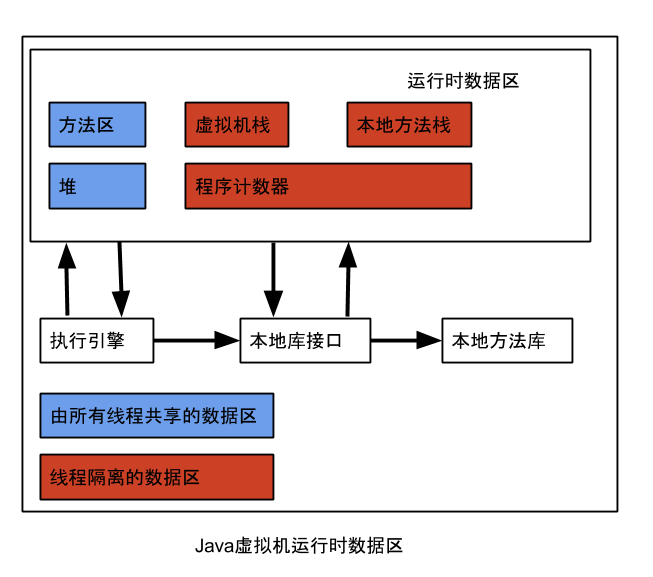 运行时数据区
方法区
虚拟机栈
本地方法栈
堆
程序计数器
执行引擎
本地库接口
本地方法库
由所有线程共享的数据区
线程隔离的数据区
Java虚拟机运行时数据区